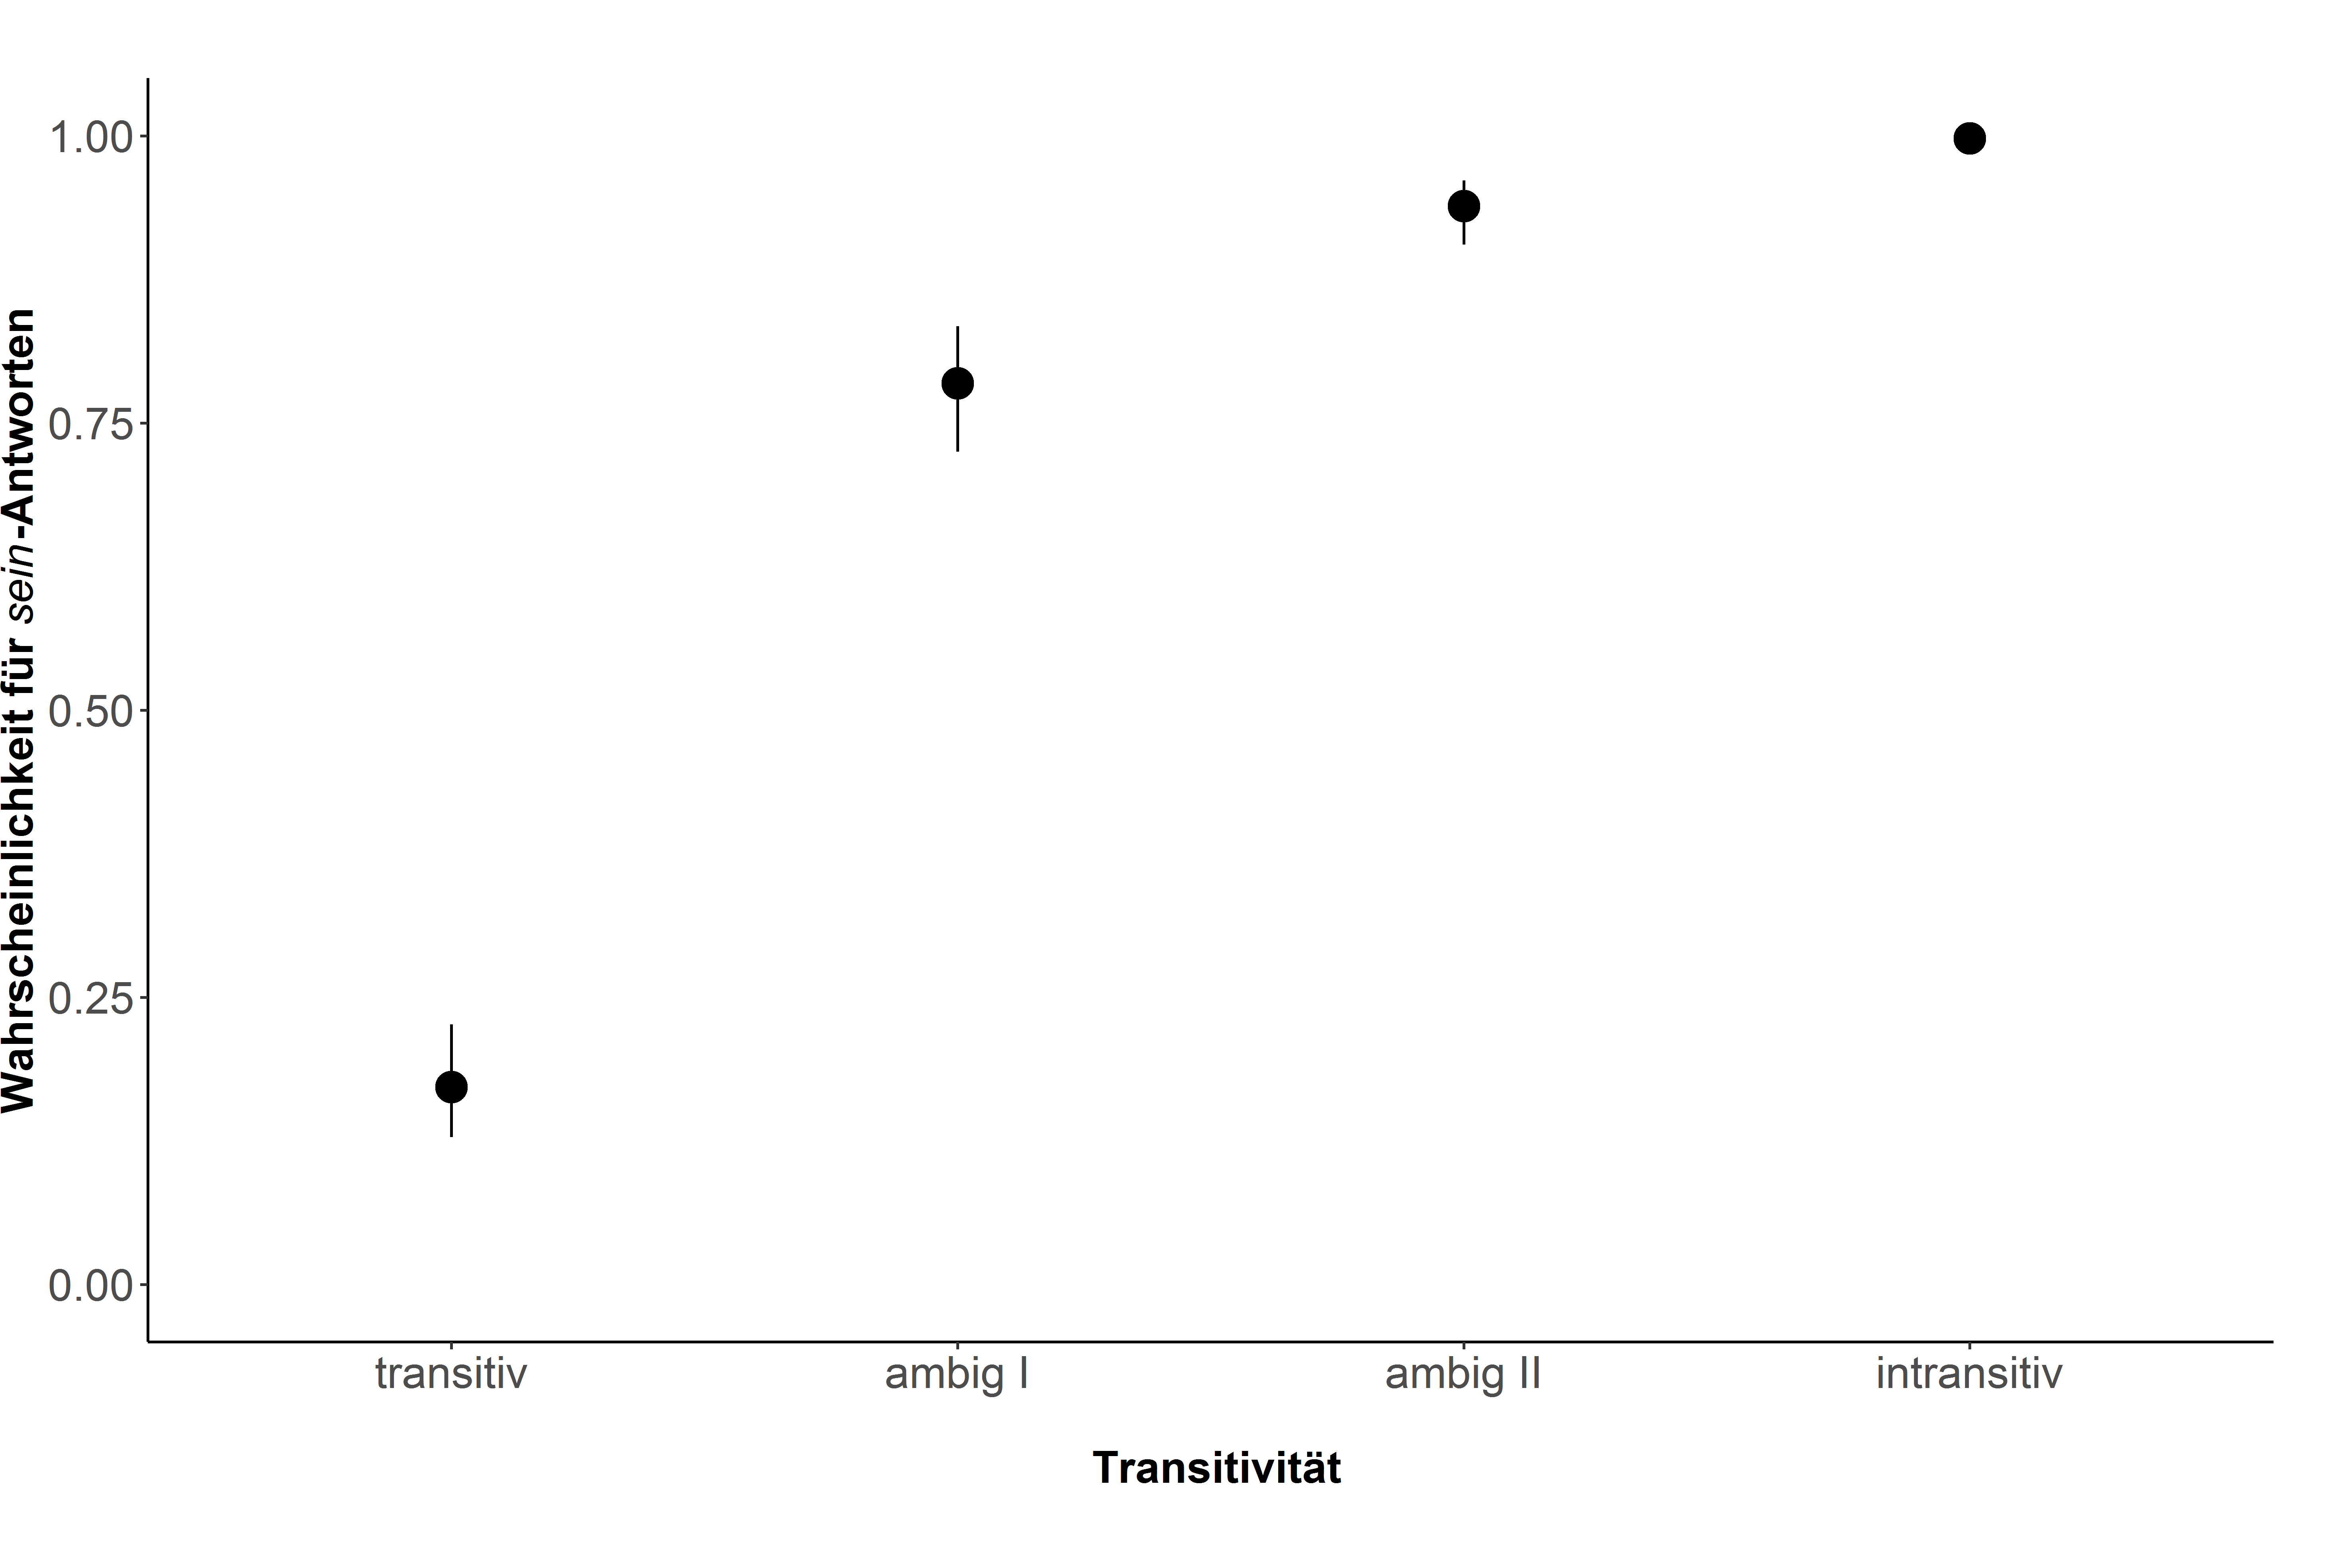 Wahrscheinlichkeit für sein-Antworten
1.00
0.75
0.50
0.25
0.00
transitiv ambig I ambig II intransitiv
Transitivität